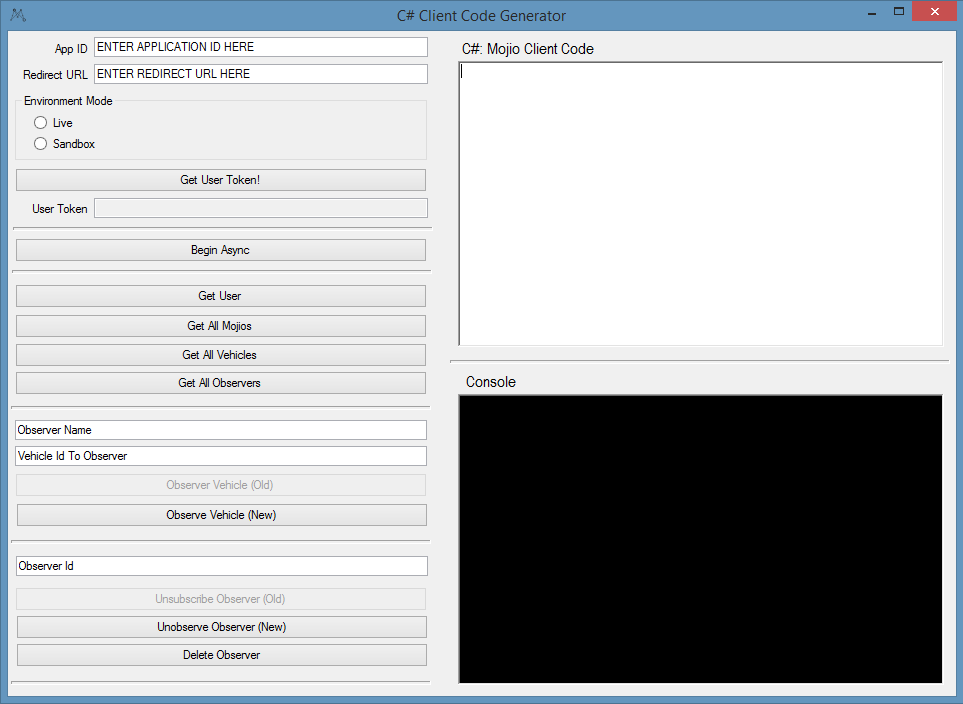 C# Client Code Generator
App ID
ENTER APPLICATION ID HERE
Redirect URL
ENTER REDIRECT URL HERE
Environment Mode
Live
Sandbox
Get User Token!
User Token
Begin Async
Get User
Get All Mojios
Get All Vehicles
Get All Observers
Observer Name
Vehicle Id To Observer
Observer Vehicle (Old)
Observe Vehicle (New)
Observer Id
Unsubscribe Observer (Old)
Unobserve Observer (New)
Delete Observer
C#: Mojio Client Code
Console